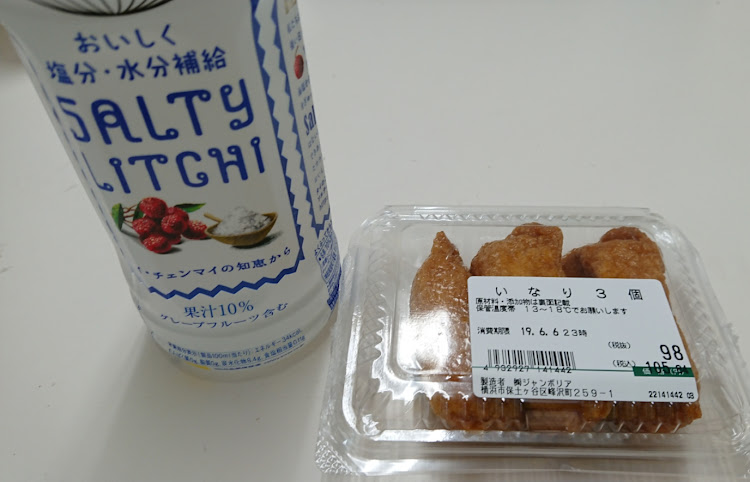 おいしく
塩分・水分補給
SALTY
LITCHI
チェンマイの知恵から
果汁10%
グレープフルーツ含む
いなり3個
原材料・添加物は裏面記載
保管温度帯 13~18℃でお願いします
消費期限 19.6.6 23時
(税抜) 98
(税込) 105
4902927141442
製造者 ㈱ジャンボリア
横浜市保土ヶ谷区峰沢町259-1
22141442 03